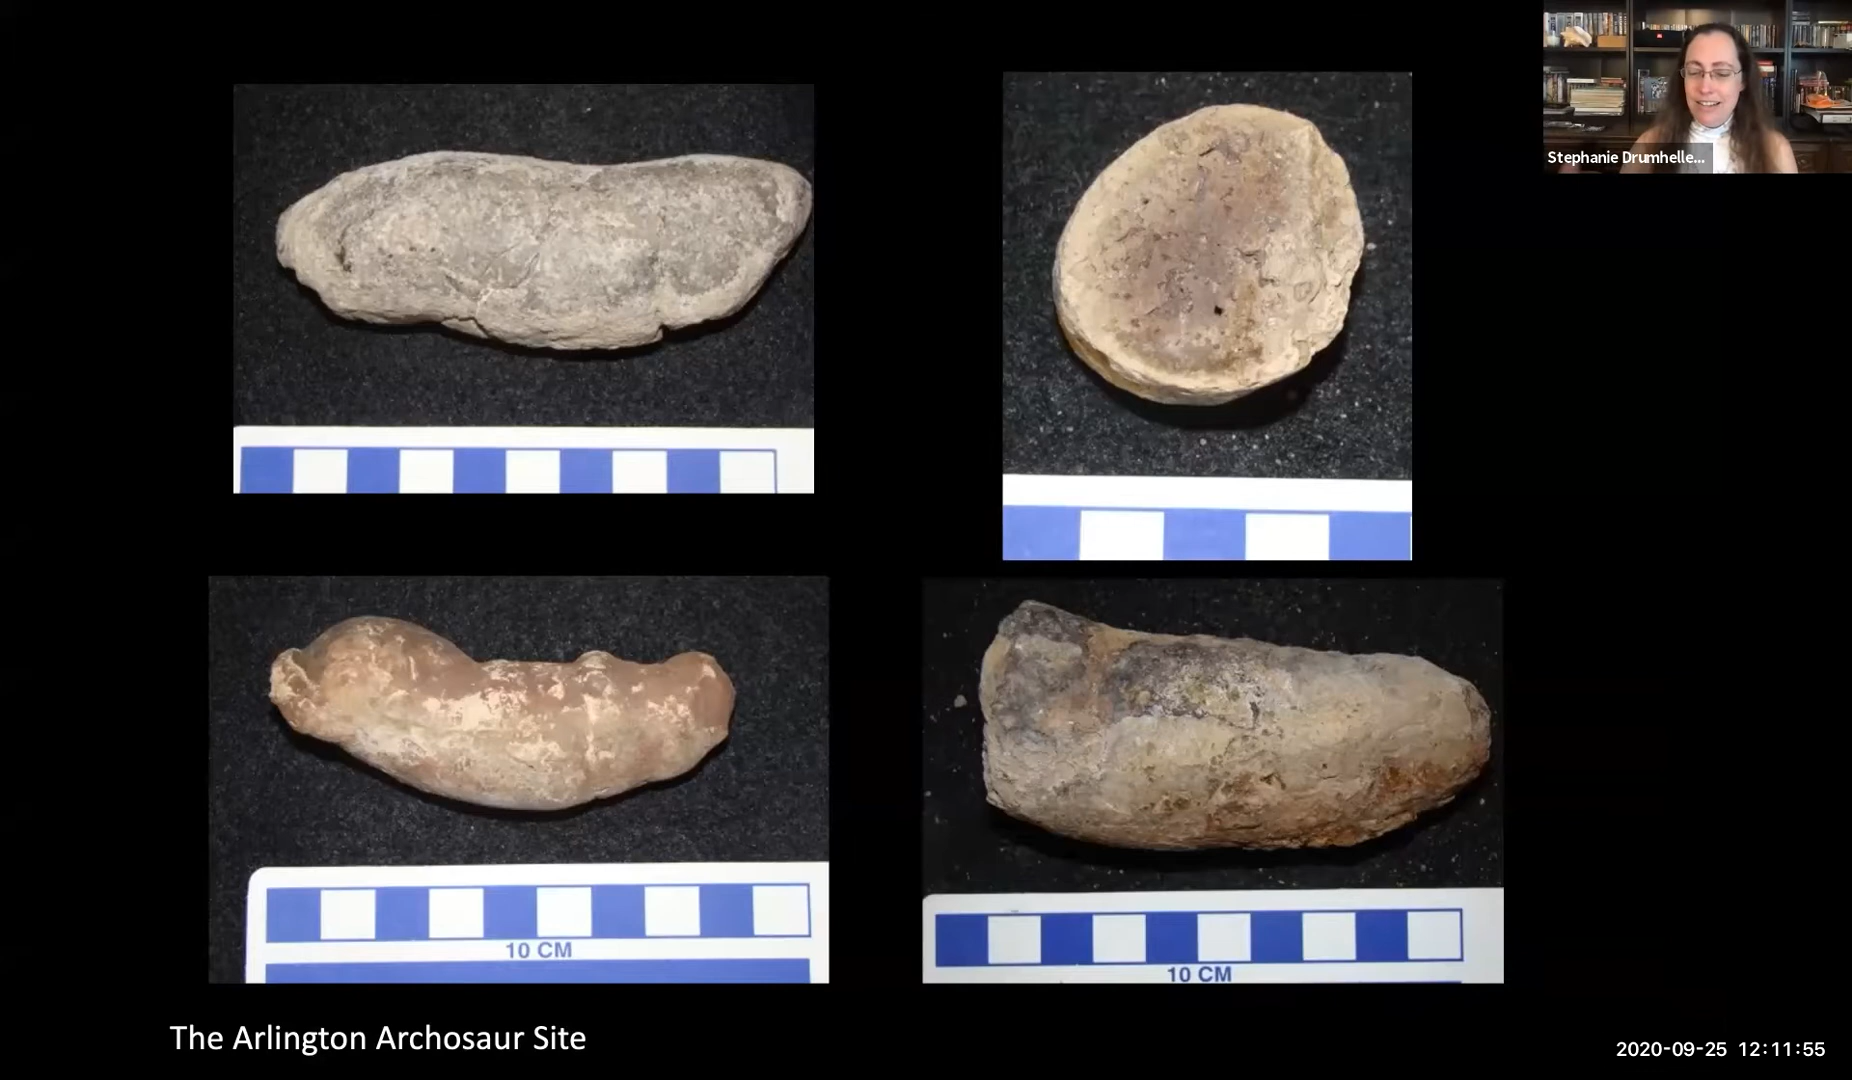 Stephanie Drumhelle...
10 CM
10 CM
The Arlington Archosaur Site
2020-09-25 12:11:55